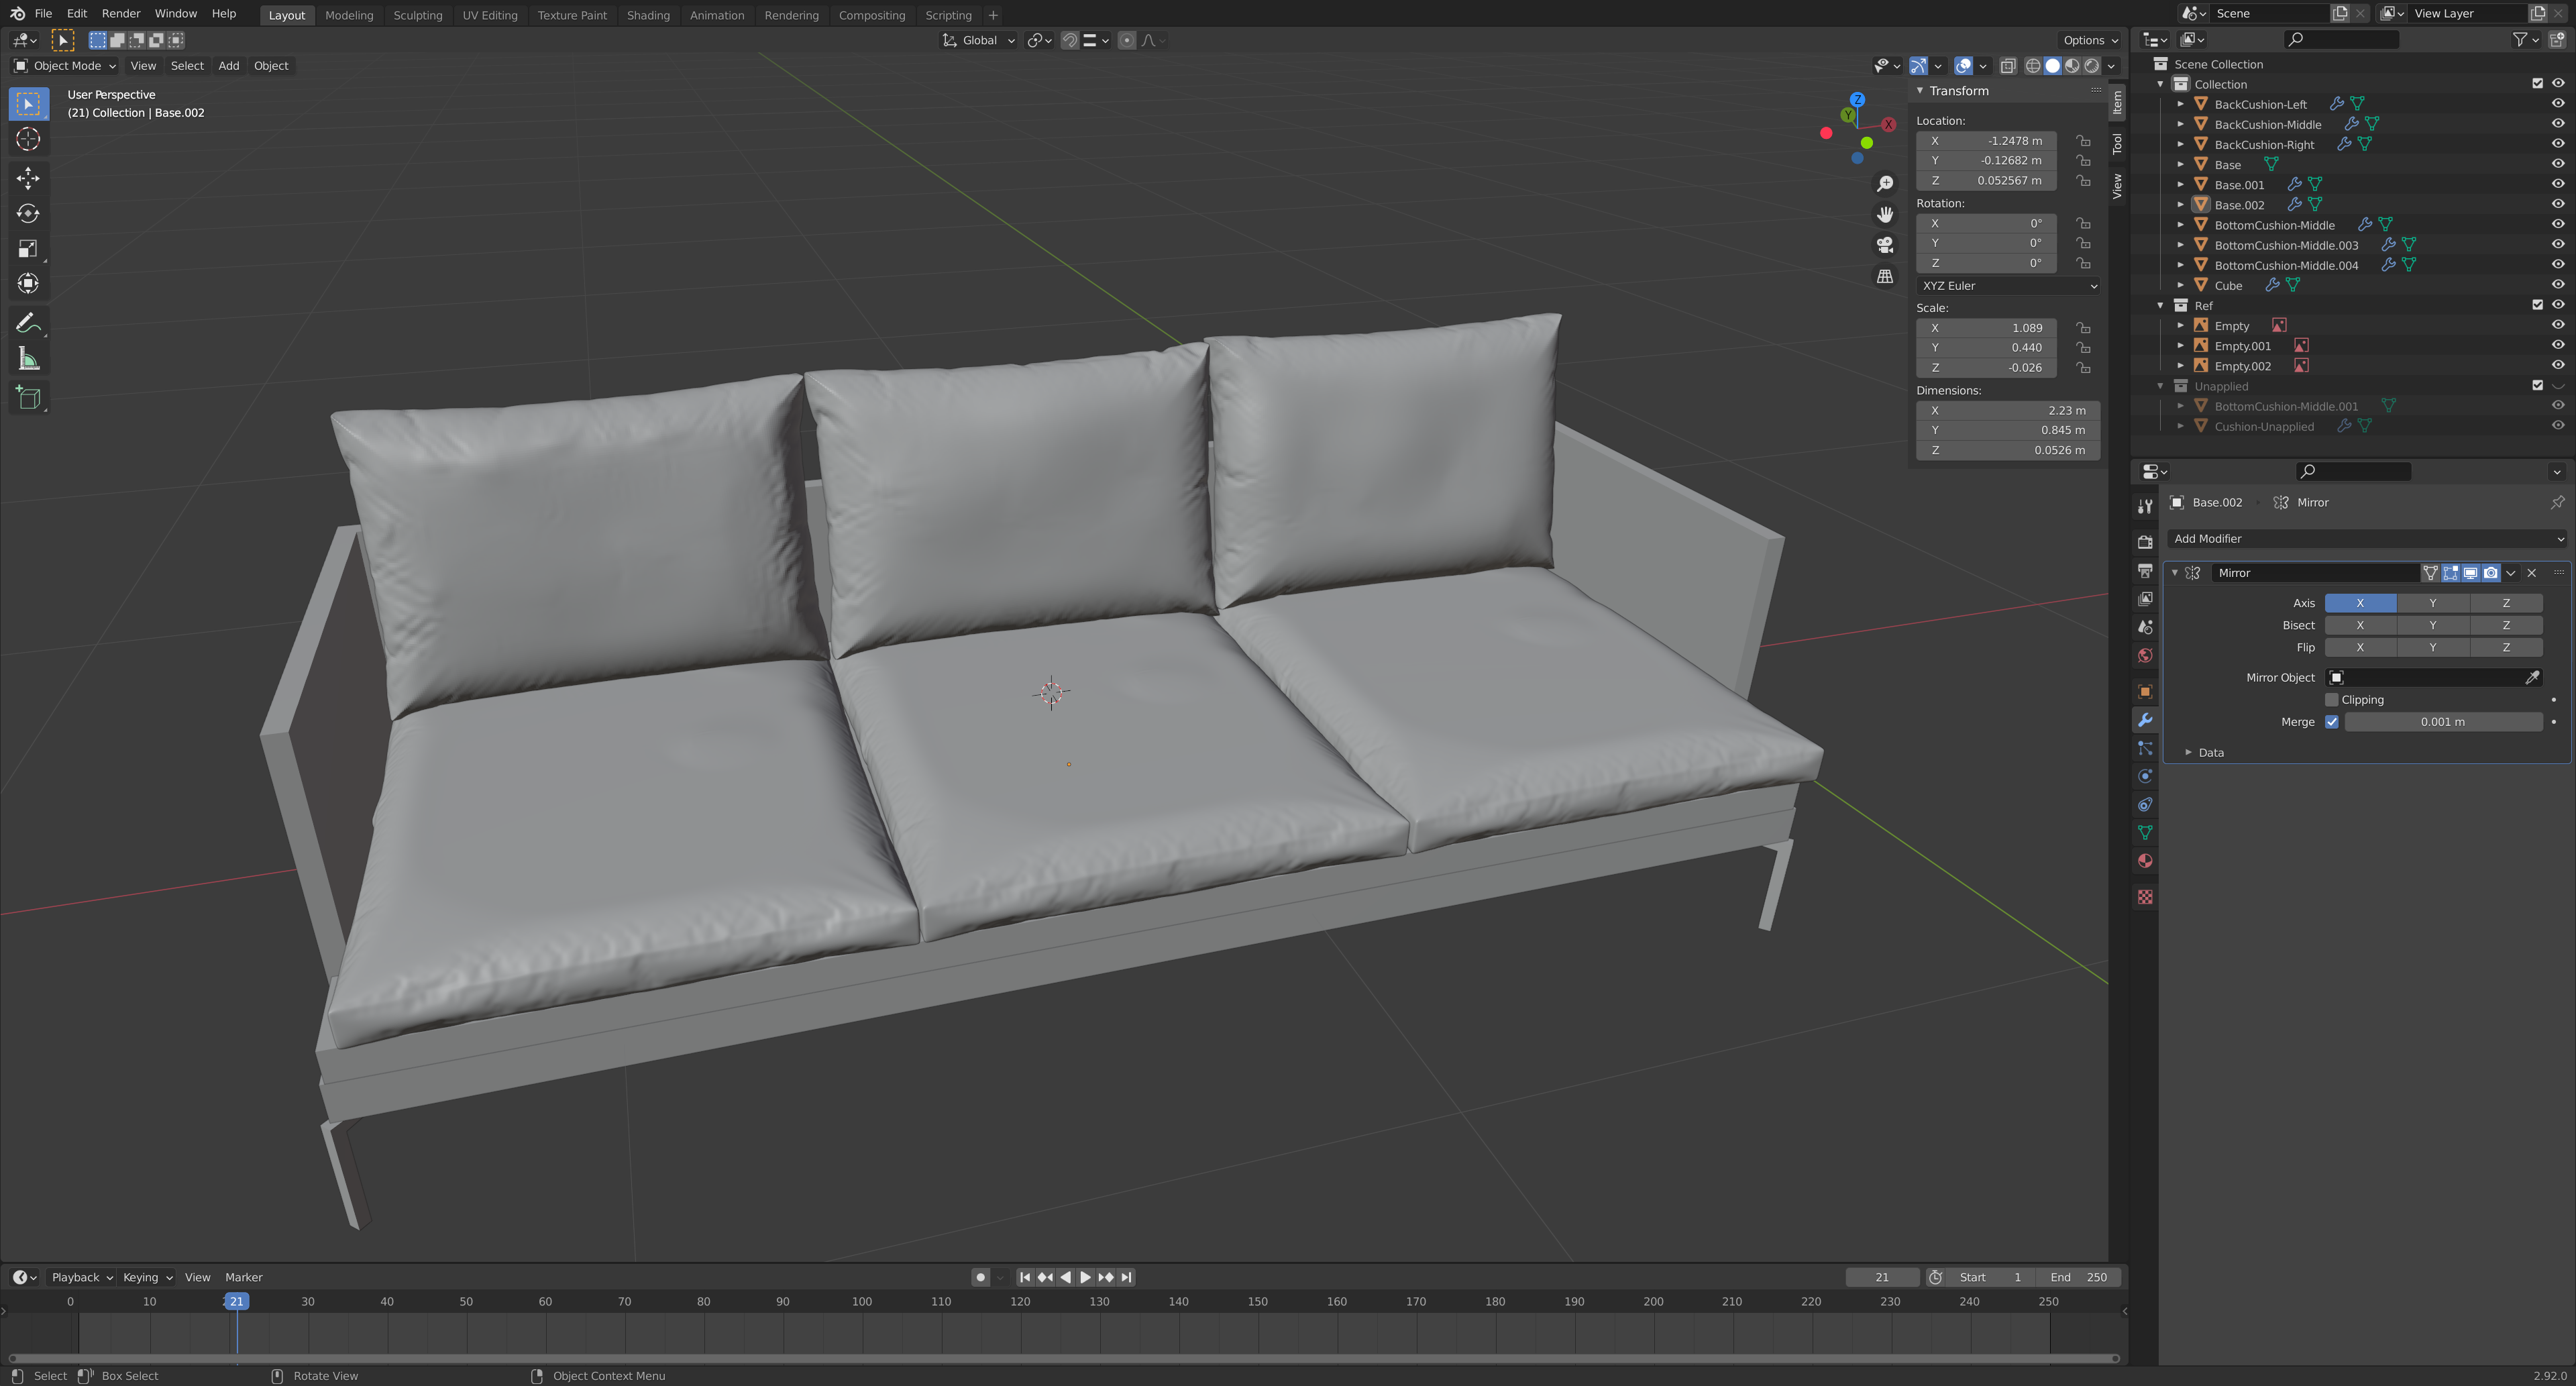 File Edit Render Window Help Layout Modeling Sculpting UV Editing Texture Paint Shading Animation Rendering Compositing Scripting + Scene View Layer
Global Options
Object Mode View Select Add Object
User Perspective
(21) Collection | Base.002
Z
Y
X
Transform
Location:
X -1.2478 m
Y -0.12682 m
Z 0.052567 m
Rotation:
X 0°
Y 0°
Z 0°
XYZ Euler
Scale:
X 1.089
Y 0.440
Z -0.026
Dimensions:
X 2.23 m
Y 0.845 m
Z 0.0526 m
Item
Tool
View
Scene Collection
Collection
BackCushion-Left
BackCushion-Middle
BackCushion-Right
Base
Base.001
Base.002
BottomCushion-Middle
BottomCushion-Middle.003
BottomCushion-Middle.004
Cube
Ref
Empty
Empty.001
Empty.002
Unapplied
BottomCushion-Middle.001
Cushion-Unapplied
Base.002 Mirror
Add Modifier
Mirror
Axis X Y Z
Bisect X Y Z
Flip X Y Z
Mirror Object
Clipping
Merge 0.001 m
Data
Playback Keying View Marker 21 Start 1 End 250
0 10 21 30 40 50 60 70 80 90 100 110 120 130 140 150 160 170 180 190 200 210 220 230 240 250
Select Box Select Rotate View Object Context Menu 2.92.0